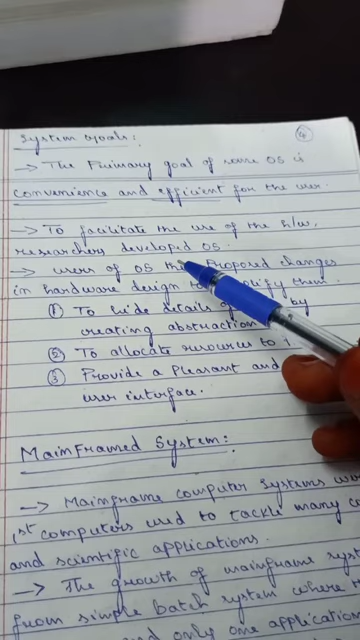 System Goals:
4
→ The Primary goal of some OS is
convenience and efficient for the user.
→ To facilitate the use of the h/w,
researchers developed OS.
→ users of OS the Proposed changes
in hardware design to them.
① To hide details of by
creating abstraction
② To allocate resources to
③ Provide a Pleasant and
user interface.
MainFramed System:
→ Mainframe computer systems
1st computers used to tackle many
and scientific applications.
→ The growth of mainframe
from simple batch system where
and only one